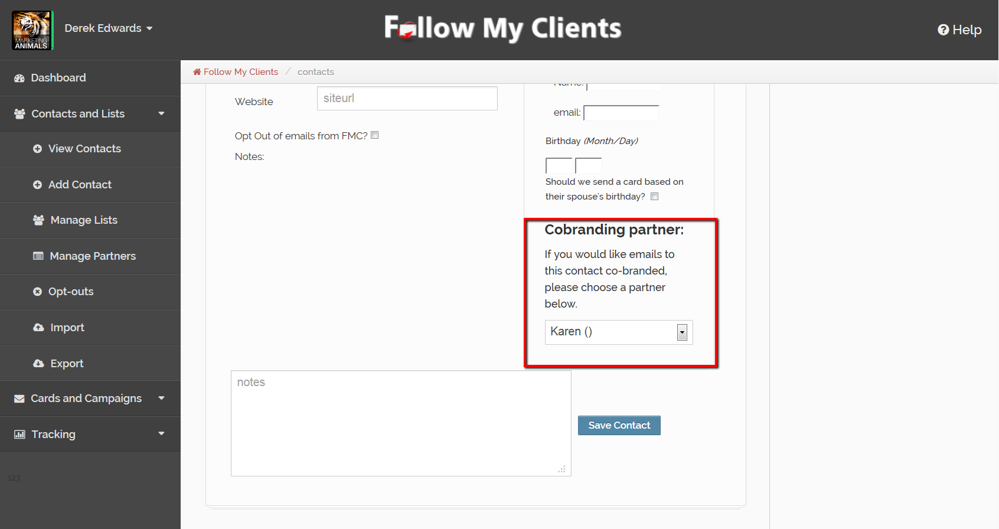 MARKETING
ANIMALS
Derek Edwards
Follow My Clients
Help
Dashboard
Contacts and Lists
View Contacts
Add Contact
Manage Lists
Manage Partners
Opt-outs
Import
Export
Cards and Campaigns
Tracking
123
Follow My Clients / contacts
Website
siteurl
Opt Out of emails from FMC?
Notes:
Name:
email:
Birthday (Month/Day)
Should we send a card based on
their spouse's birthday?
Cobranding partner:
If you would like emails to
this contact co-branded,
please choose a partner
below.
Karen ()
notes
Save Contact